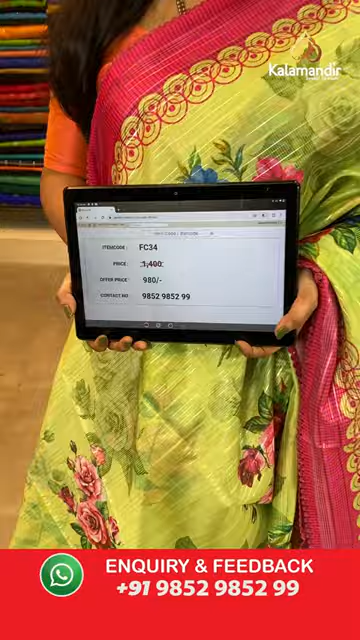 Kalamandir
ITEMCODE : FC34
PRICE : 1,400
OFFER PRICE : 980/-
CONTACT NO 9852 9852 99
ENQUIRY & FEEDBACK
+91 9852 9852 99